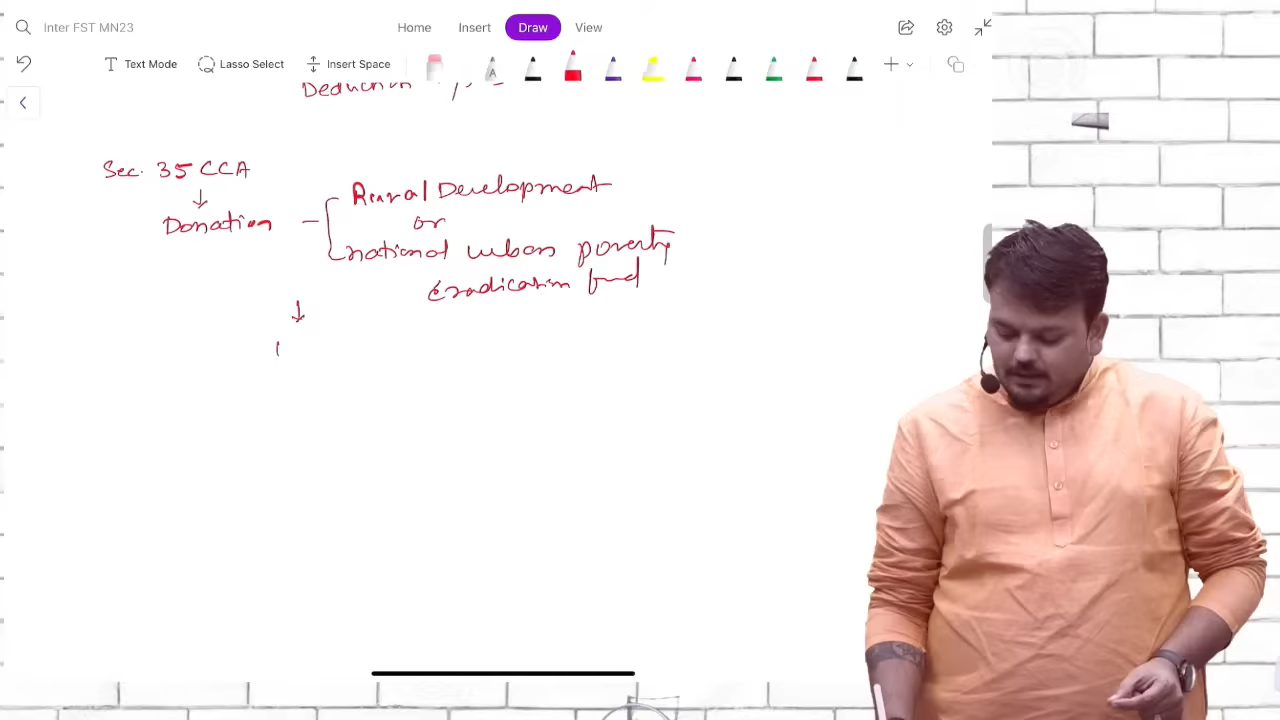 Inter FST MN23
Home
Insert
Draw
View
Text Mode
Lasso Select
Insert Space
Deduction
Sec. 35 CCA
Donation
Rural Development
or
national urban poverty
eradication fund